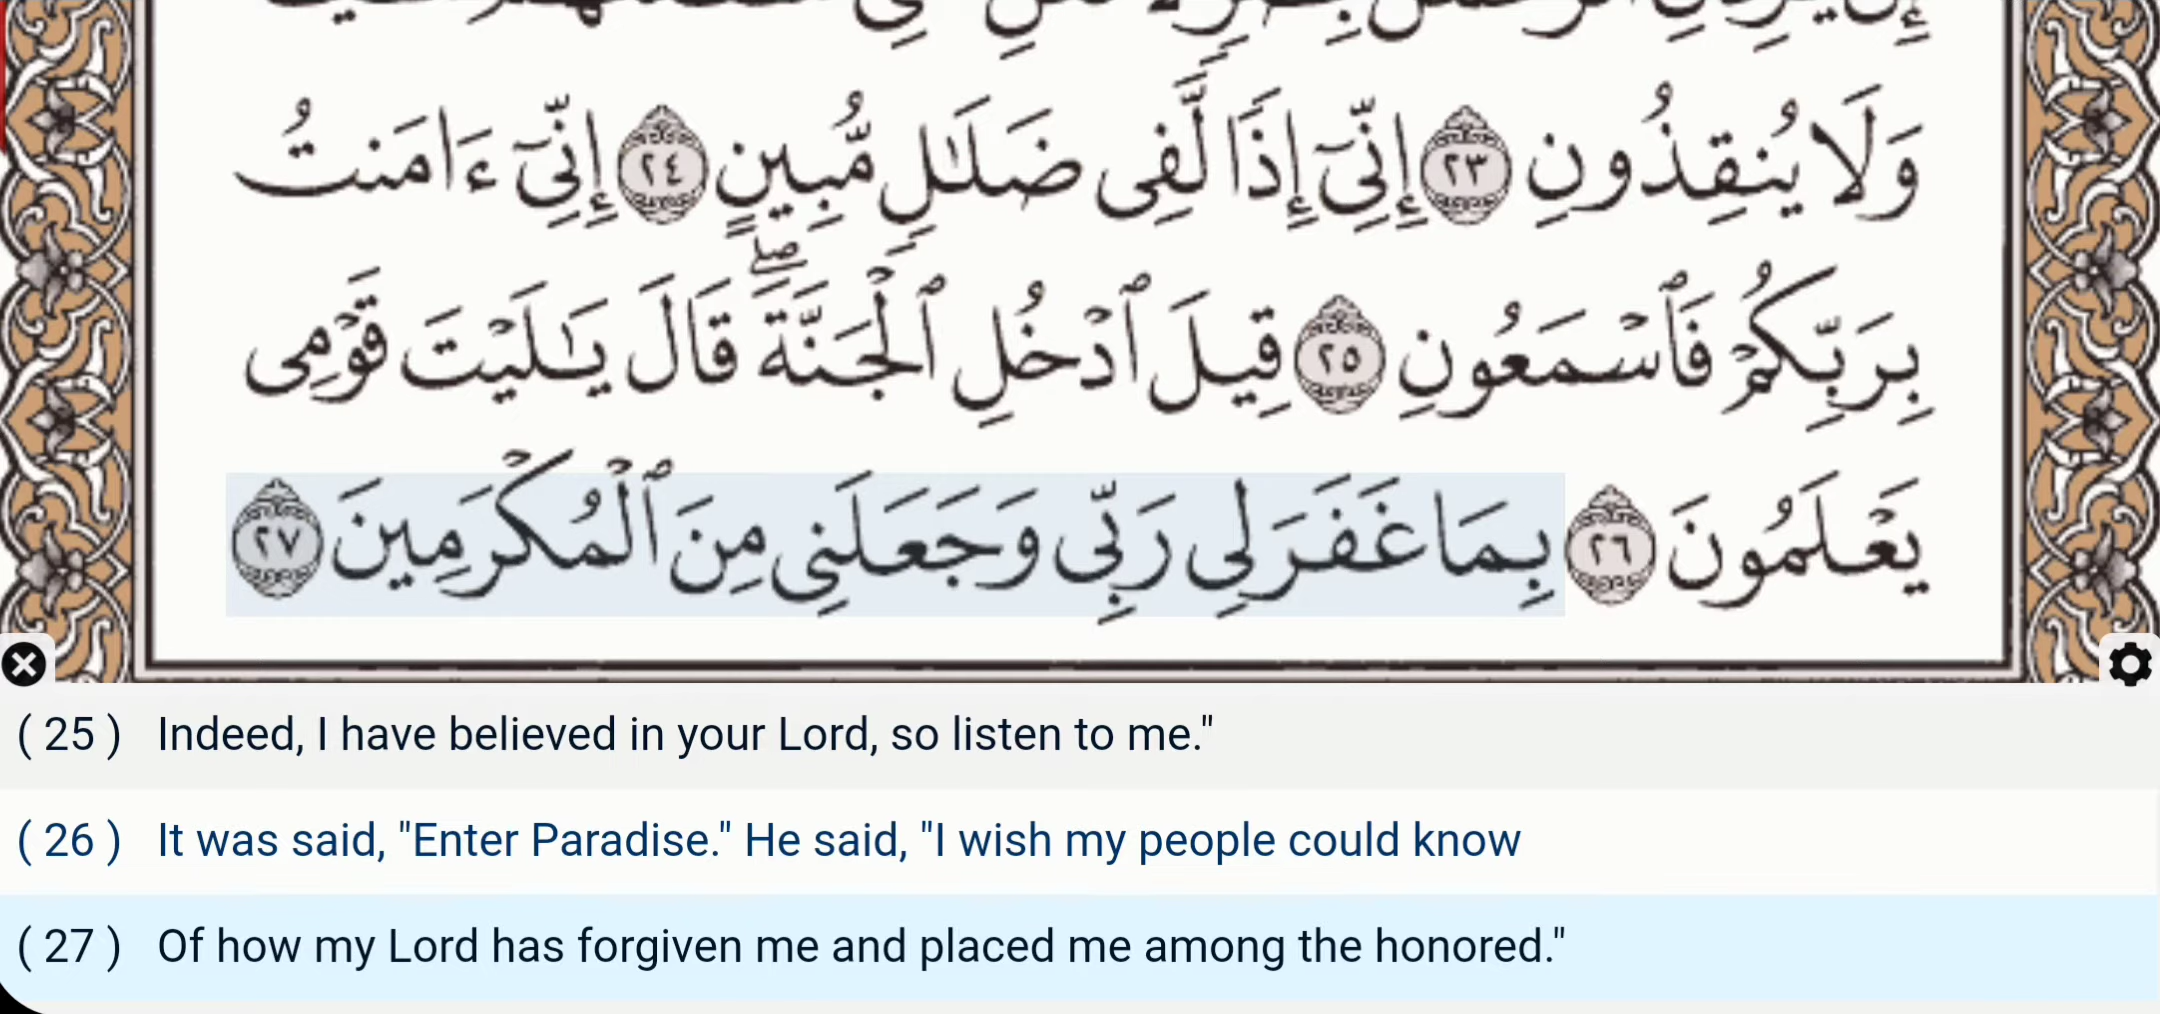 وَلَا يُنقِذُونِ ٢٣ إِنِّىٓ إِذًا لَّفِى ضَلَٰلٍ مُّبِينٍ ٢٤ إِنِّىٓ ءَامَنتُ
بِرَبِّكُمْ فَٱسْمَعُونِ ٢٥ قِيلَ ٱدْخُلِ ٱلْجَنَّةَ ۖ قَالَ يَٰلَيْتَ قَوْمِى
يَعْلَمُونَ ٢٦ بِمَا غَفَرَ لِى رَبِّى وَجَعَلَنِى مِنَ ٱلْمُكْرَمِينَ ٢٧
( 25 ) Indeed, I have believed in your Lord, so listen to me."
( 26 ) It was said, "Enter Paradise." He said, "I wish my people could know
( 27 ) Of how my Lord has forgiven me and placed me among the honored."